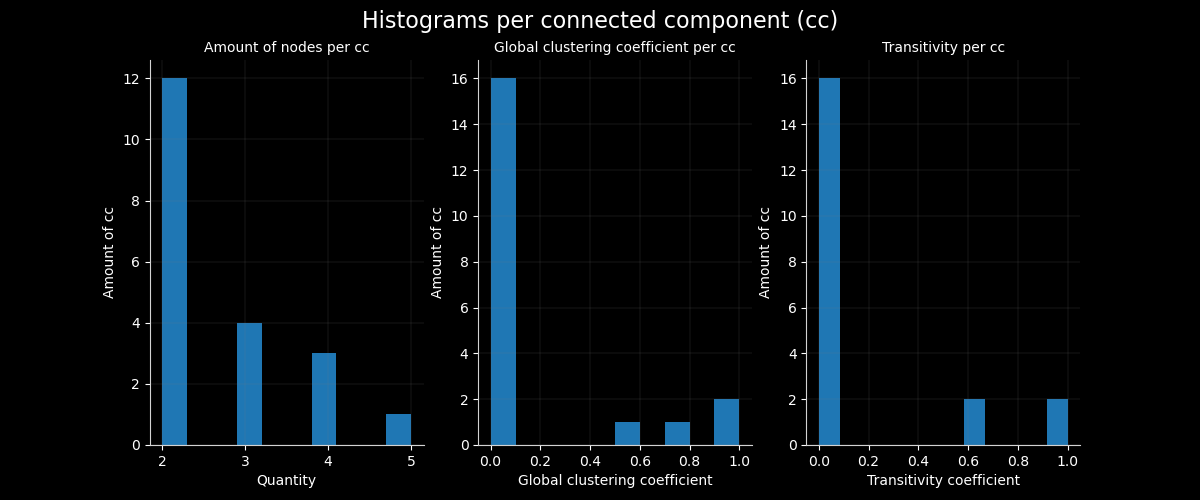 Histograms per connected component (cc)
Amount of nodes per cc
Amount of cc
12
10
8
6
4
2
0
2 3 4 5
Quantity
Global clustering coefficient per cc
Amount of cc
16
14
12
10
8
6
4
2
0
0.0 0.2 0.4 0.6 0.8 1.0
Global clustering coefficient
Transitivity per cc
Amount of cc
16
14
12
10
8
6
4
2
0
0.0 0.2 0.4 0.6 0.8 1.0
Transitivity coefficient